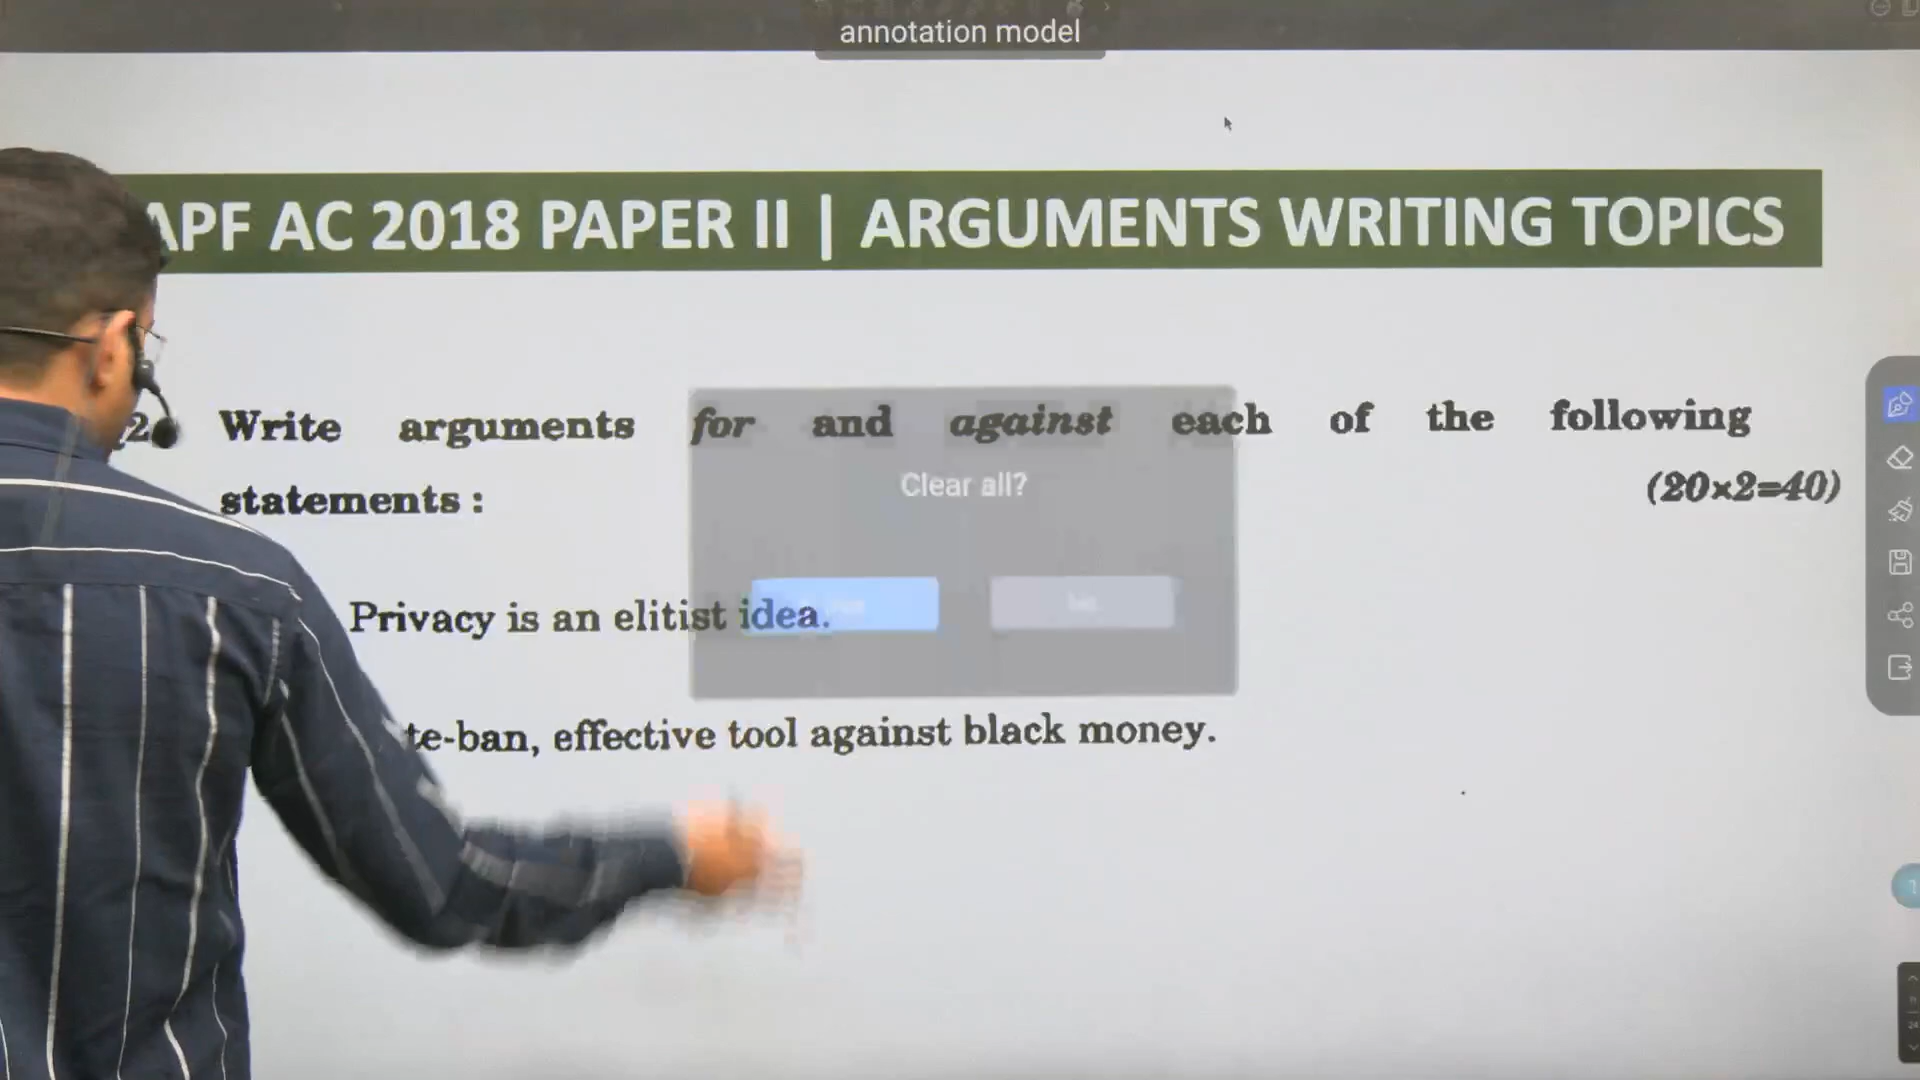 annotation model
APF AC 2018 PAPER II | ARGUMENTS WRITING TOPICS
2. Write arguments for and against each of the following
statements : (20×2=40)
Clear all?
Privacy is an elitist idea.
te-ban, effective tool against black money.